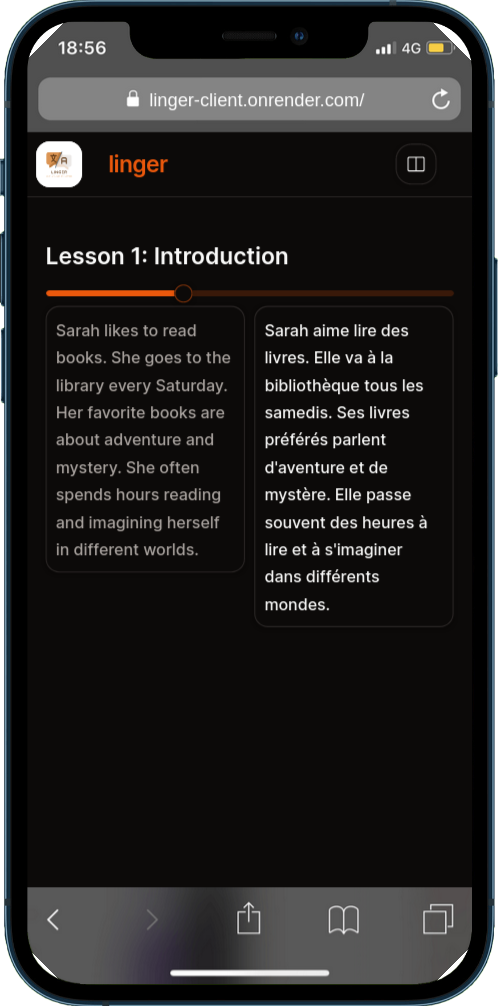 18:56
4G
linger-client.onrender.com/
linger
Lesson 1: Introduction
Sarah likes to read
books. She goes to the
library every Saturday.
Her favorite books are
about adventure and
mystery. She often
spends hours reading
and imagining herself
in different worlds.
Sarah aime lire des
livres. Elle va à la
bibliothèque tous les
samedis. Ses livres
préférés parlent
d'aventure et de
mystère. Elle passe
souvent des heures à
lire et à s'imaginer
dans différents
mondes.